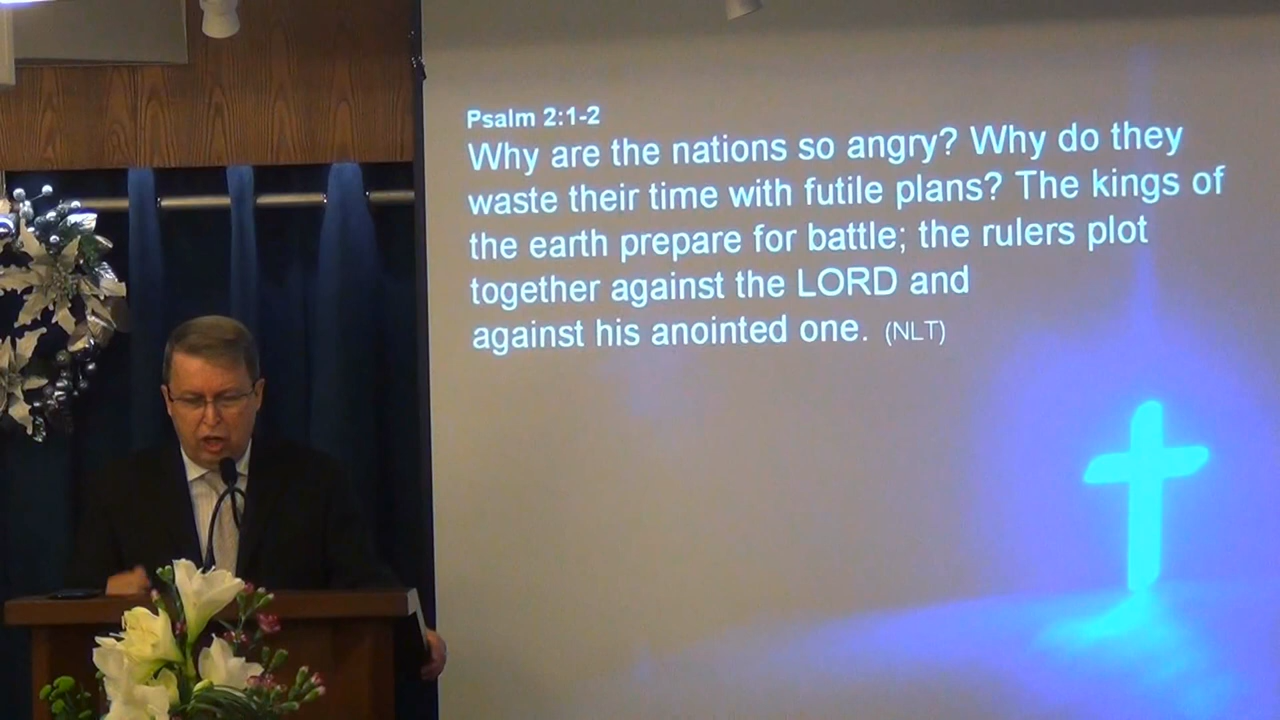 Psalm 2:1-2
Why are the nations so angry? Why do they
waste their time with futile plans? The kings of
the earth prepare for battle; the rulers plot
together against the LORD and
against his anointed one. (NLT)